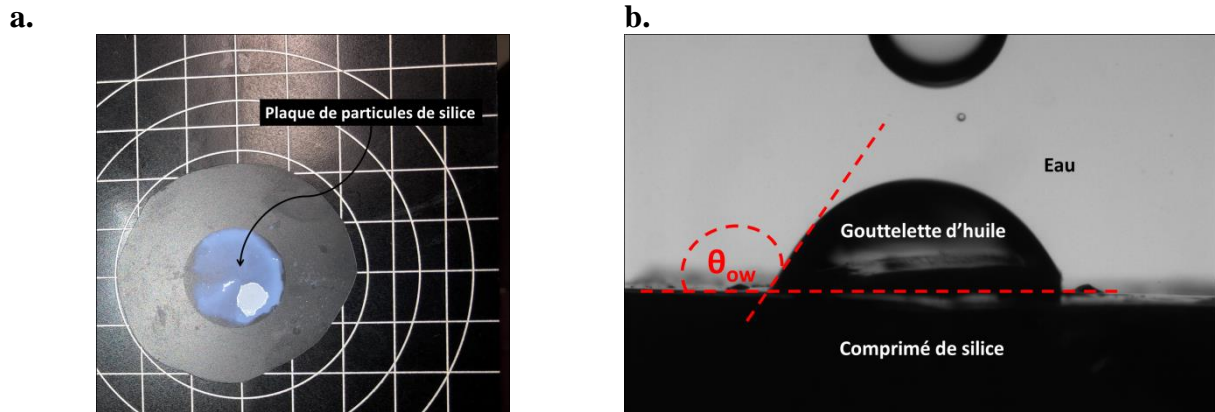 a.
b.
Plaque de particules de silice
Eau
Gouttelette d'huile
θow
Comprimé de silice